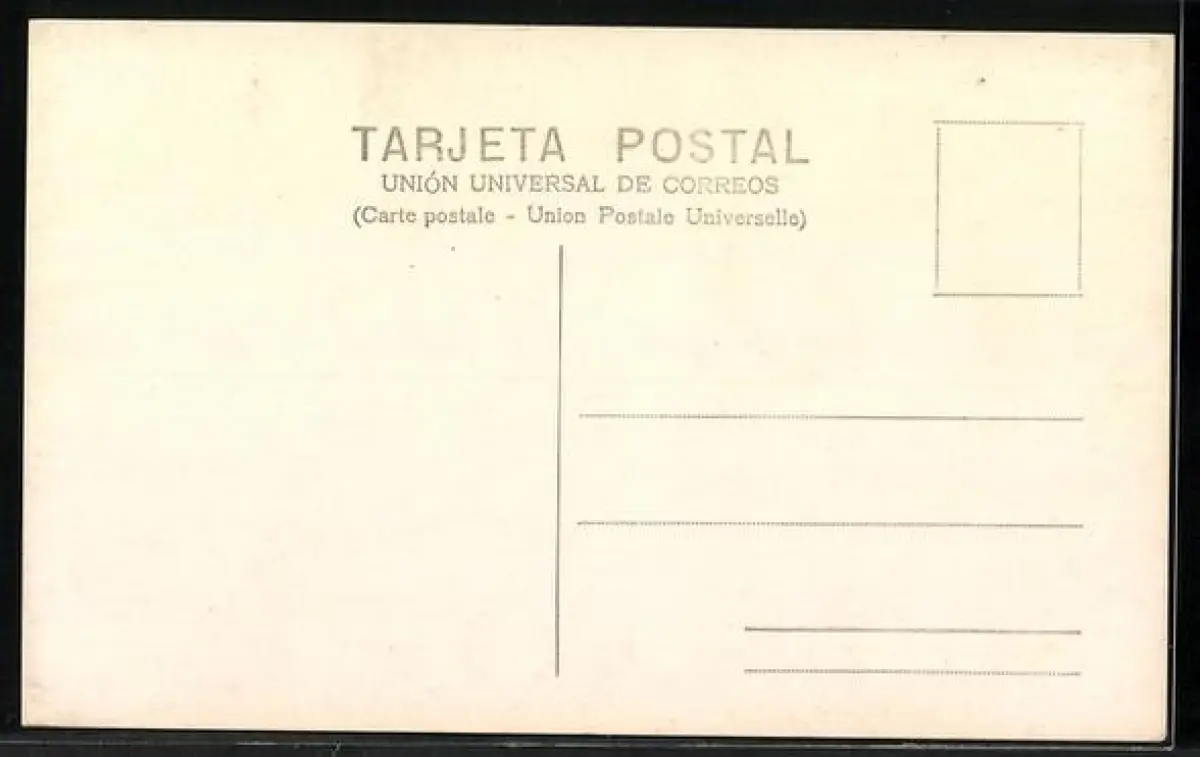 TARJETA POSTAL
UNIÓN UNIVERSAL DE CORREOS
(Carte postale - Union Postale Universelle)